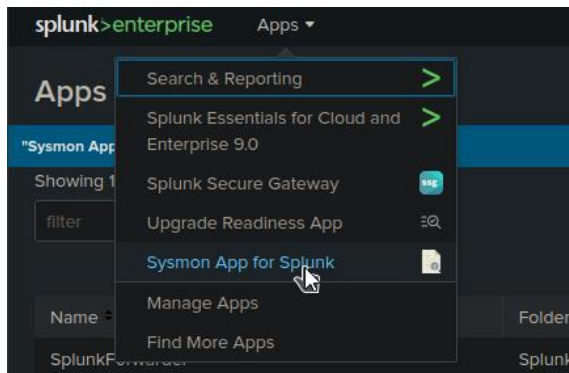 splunk>enterprise Apps
Apps
Search & Reporting
Splunk Essentials for Cloud and
Enterprise 9.0
"Sysmon App
Showing 1
Splunk Secure Gateway
ssg
filter
Upgrade Readiness App
Sysmon App for Splunk
Name
Manage Apps
Folder
Find More Apps
SplunkForwarder
Splunk